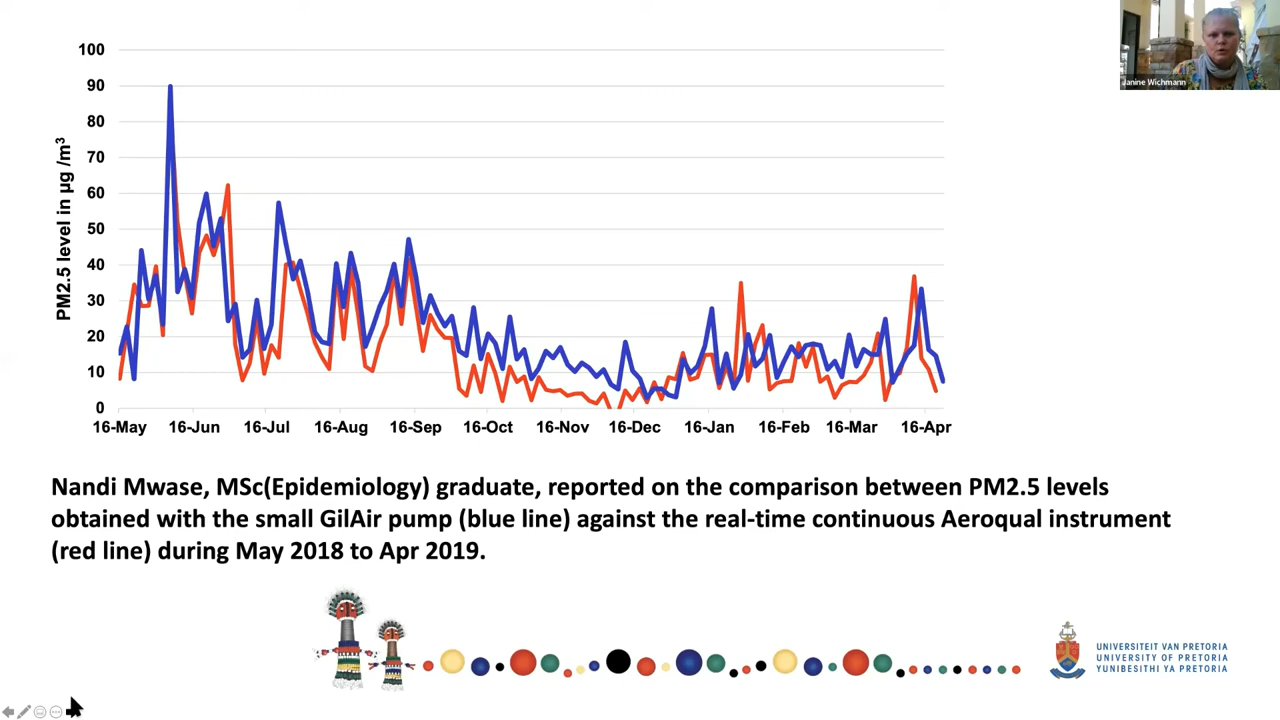 100
90
80
70
60
50
40
30
20
10
0
PM2.5 level in µg /m³
16-May 16-Jun 16-Jul 16-Aug 16-Sep 16-Oct 16-Nov 16-Dec 16-Jan 16-Feb 16-Mar 16-Apr
Janine Wichmann
Nandi Mwase, MSc(Epidemiology) graduate, reported on the comparison between PM2.5 levels
obtained with the small GilAir pump (blue line) against the real-time continuous Aeroqual instrument
(red line) during May 2018 to Apr 2019.
UNIVERSITEIT VAN PRETORIA
UNIVERSITY OF PRETORIA
YUNIBESITHI YA PRETORIA